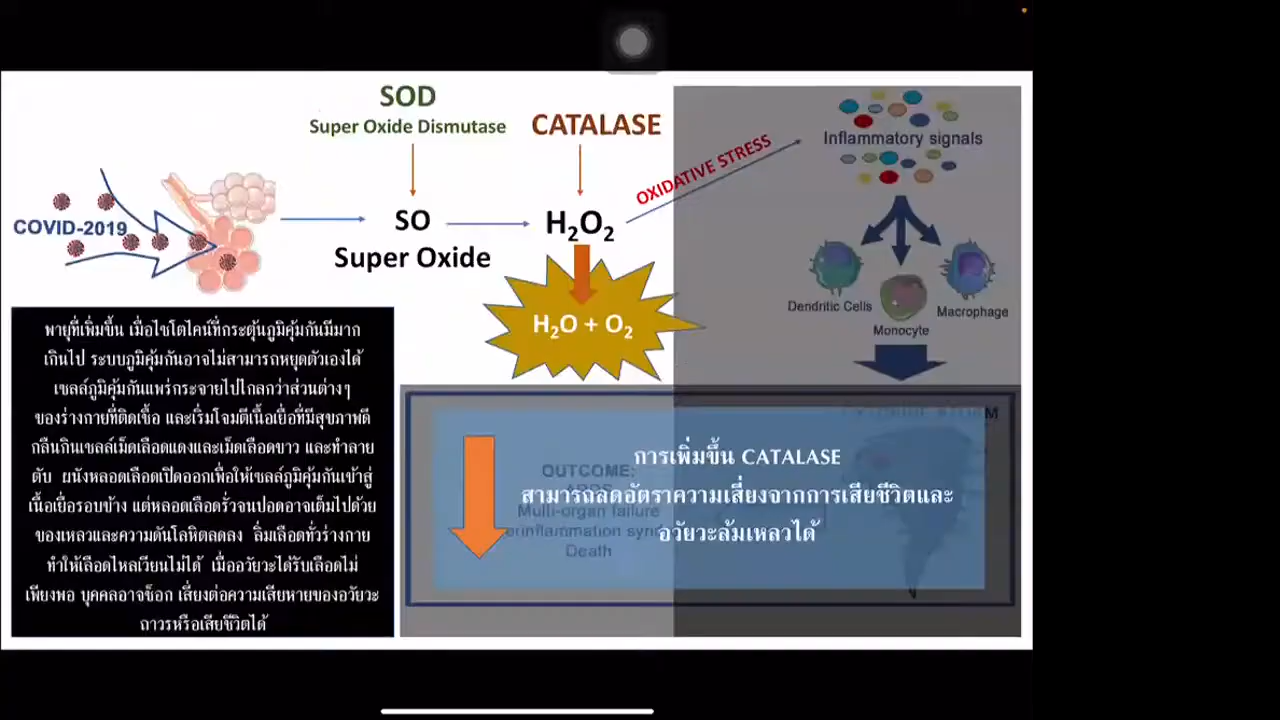 SOD
Super Oxide Dismutase
CATALASE
OXIDATIVE STRESS
Inflammatory signals
COVID-2019
SO
Super Oxide
H₂O₂
H₂O + O₂
Dendritic Cells
Monocyte
Macrophage
พายุที่เพิ่มขึ้น เมื่อไซโตไคน์ที่กระตุ้นภูมิคุ้มกันมีมาก
เกินไป ระบบภูมิคุ้มกันอาจไม่สามารถหยุดตัวเองได้
เซลล์ภูมิคุ้มกันแพร่กระจายไปไกลกว่าส่วนต่างๆ
ของร่างกายที่ติดเชื้อ และเริ่มโจมตีเนื้อเยื่อที่มีสุขภาพดี
กลืนกินเซลล์เม็ดเลือดแดงและเม็ดเลือดขาว และทำลาย
ตับ ผนังหลอดเลือดเปิดออกเพื่อให้เซลล์ภูมิคุ้มกันเข้าสู่
เนื้อเยื่อรอบข้าง แต่หลอดเลือดรั่วจนปอดอาจเต็มไปด้วย
ของเหลวและความดันโลหิตลดลง ลิ่มเลือดทั่วร่างกาย
ทำให้เลือดไหลเวียนไม่ได้ เมื่ออวัยวะได้รับเลือดไม่
เพียงพอ บุคคลอาจช็อก เสี่ยงต่อความเสียหายของอวัยวะ
ถาวรหรือเสียชีวิตได้
การเพิ่มขึ้น CATALASE
สามารถลดอัตราความเสี่ยงจากการเสียชีวิตและ
อวัยวะล้มเหลวได้
OUTCOME:
Multi-organ failure
Death